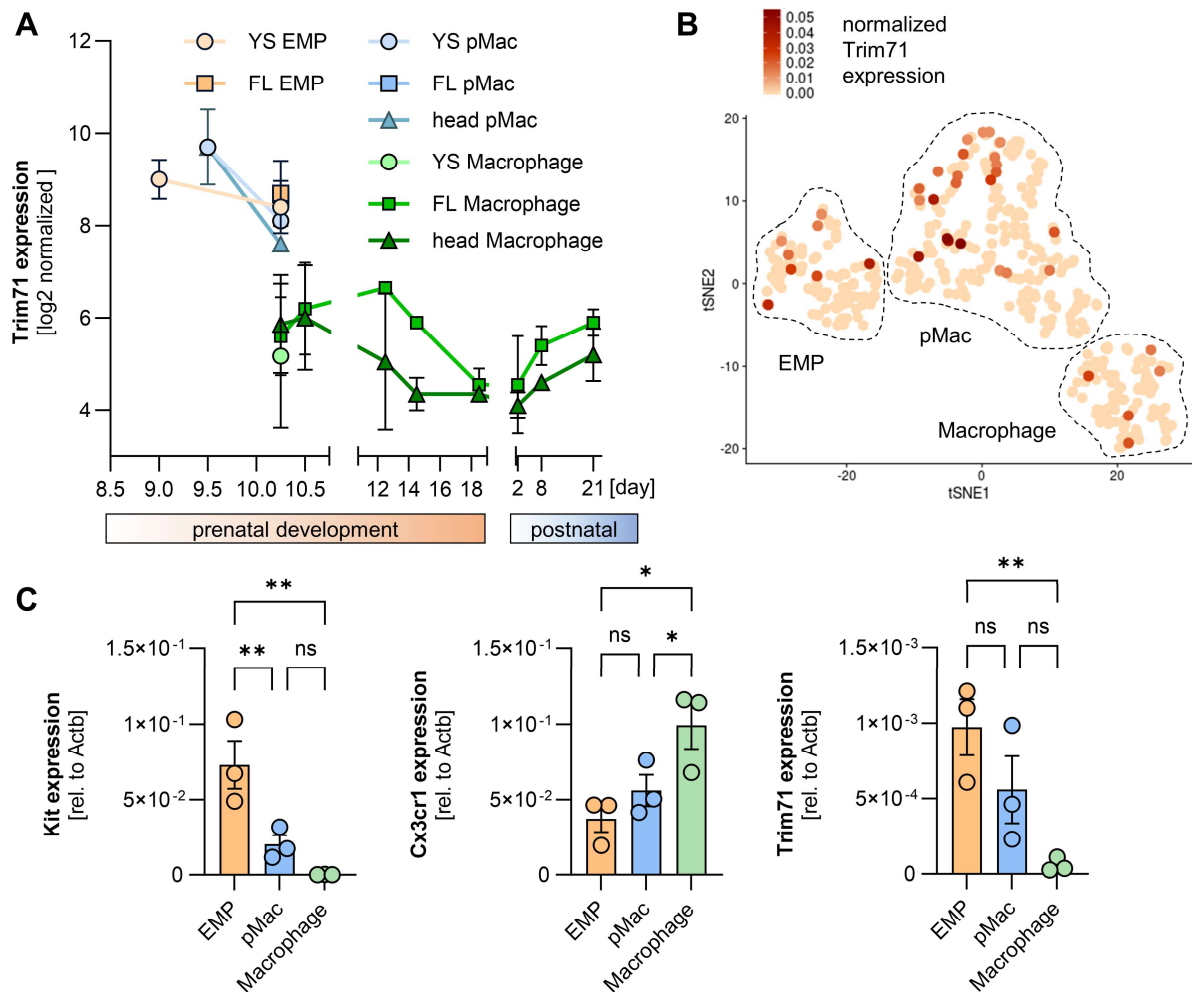 A
12
10
8
6
4
Trim71 expression
[log2 normalized ]
YS EMP
FL EMP
YS pMac
FL pMac
head pMac
YS Macrophage
FL Macrophage
head Macrophage
8.5 9.0 9.5 10.0 10.5 12 14 16 18 2 8 21 [day]
prenatal development
postnatal
B
0.05
0.04
0.03
0.02
0.01
0.00
normalized
Trim71
expression
20
10
0
-10
-20
tSNE2
EMP
pMac
Macrophage
-20 0 20
tSNE1
C
**
** ns
1.5×10⁻¹
1×10⁻¹
5×10⁻²
0
Kit expression
[rel. to Actb]
EMP
pMac
Macrophage
*
ns *
1.5×10⁻¹
1×10⁻¹
5×10⁻²
0
Cx3cr1 expression
[rel. to Actb]
EMP
pMac
Macrophage
**
ns ns
1.5×10⁻³
1×10⁻³
5×10⁻⁴
0
Trim71 expression
[rel. to Actb]
EMP
pMac
Macrophage